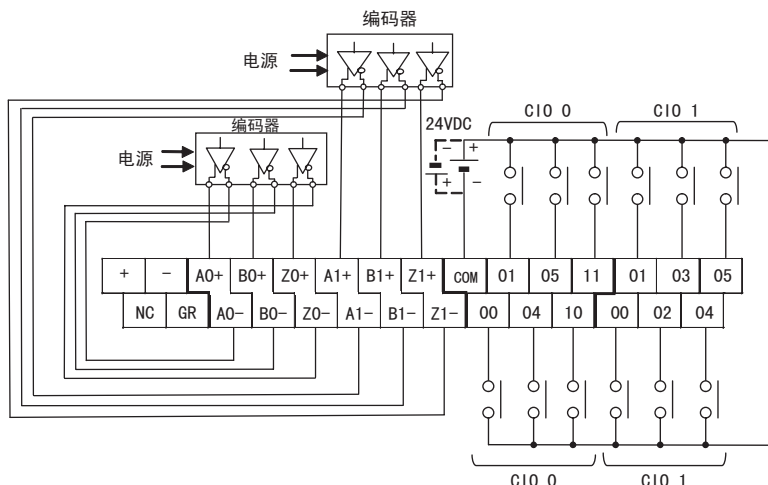 编码器
电源
24VDC
CIO 0
CIO 1
编码器
电源
+
-
-
+
+ - A0+ B0+ Z0+ A1+ B1+ Z1+ COM 01 05 11 01 03 05
NC GR A0- B0- Z0- A1- B1- Z1- 00 04 10 00 02 04
CIO 0
CIO 1